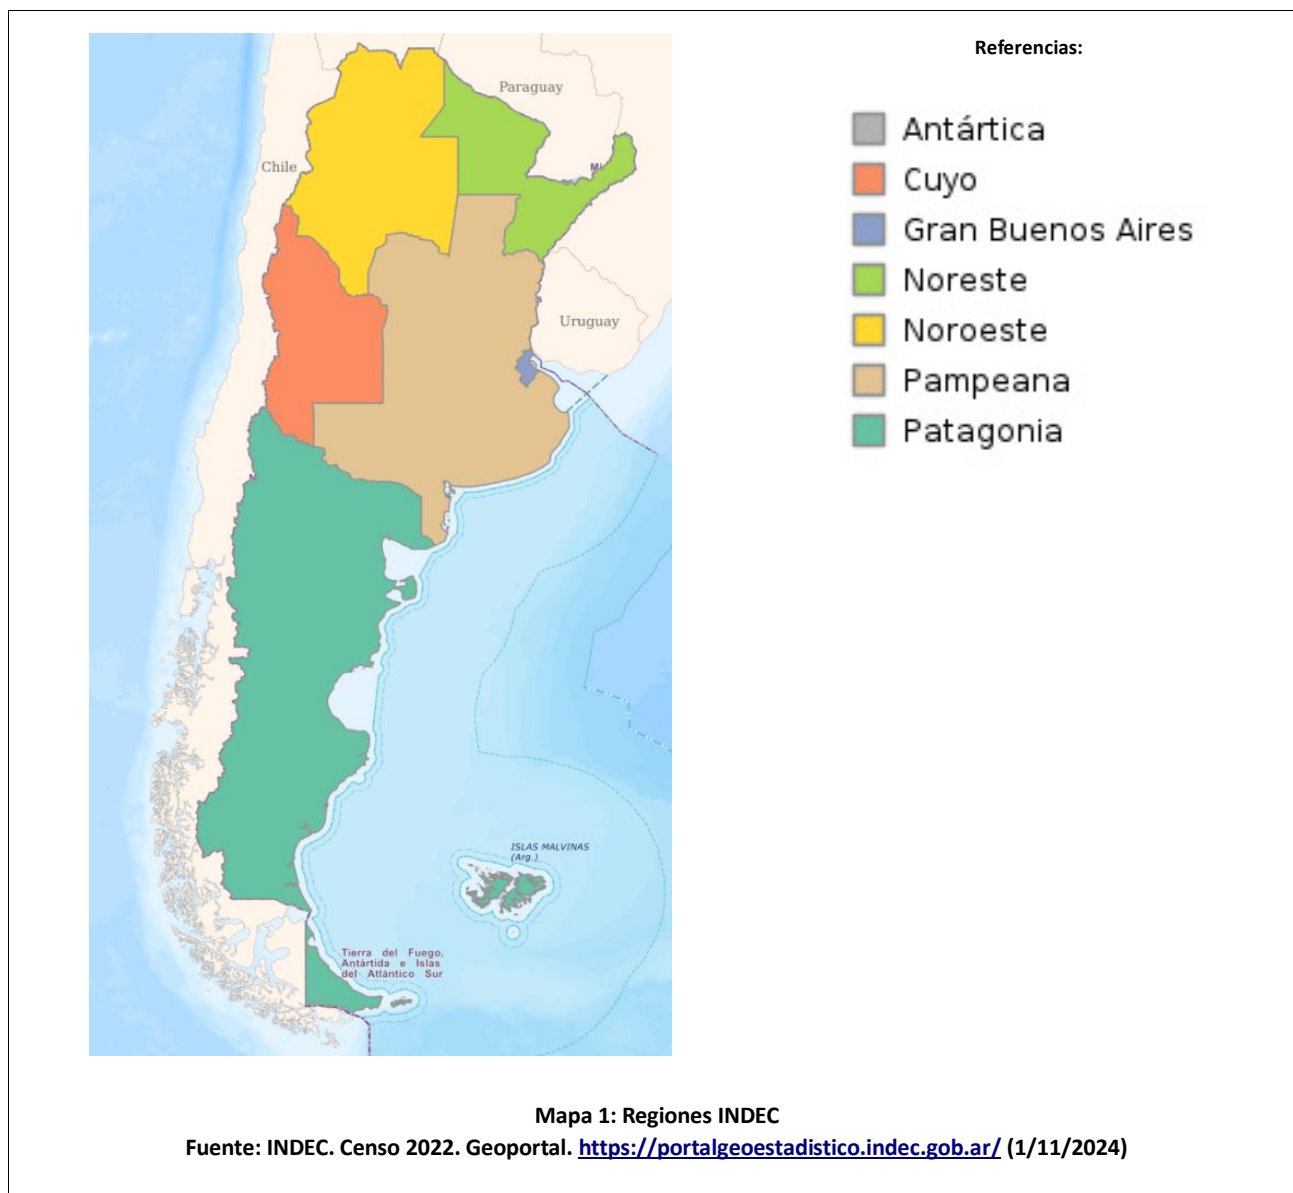 Referencias:
Antártica
Cuyo
Gran Buenos Aires
Noreste
Noroeste
Pampeana
Patagonia
Paraguay
Chile
Uruguay
ISLAS MALVINAS
(Arg.)
Tierra del Fuego,
Antártida e Islas
del Atlántico Sur
Mapa 1: Regiones INDEC
Fuente: INDEC. Censo 2022. Geoportal. https://portalgeoestadistico.indec.gob.ar/ (1/11/2024)